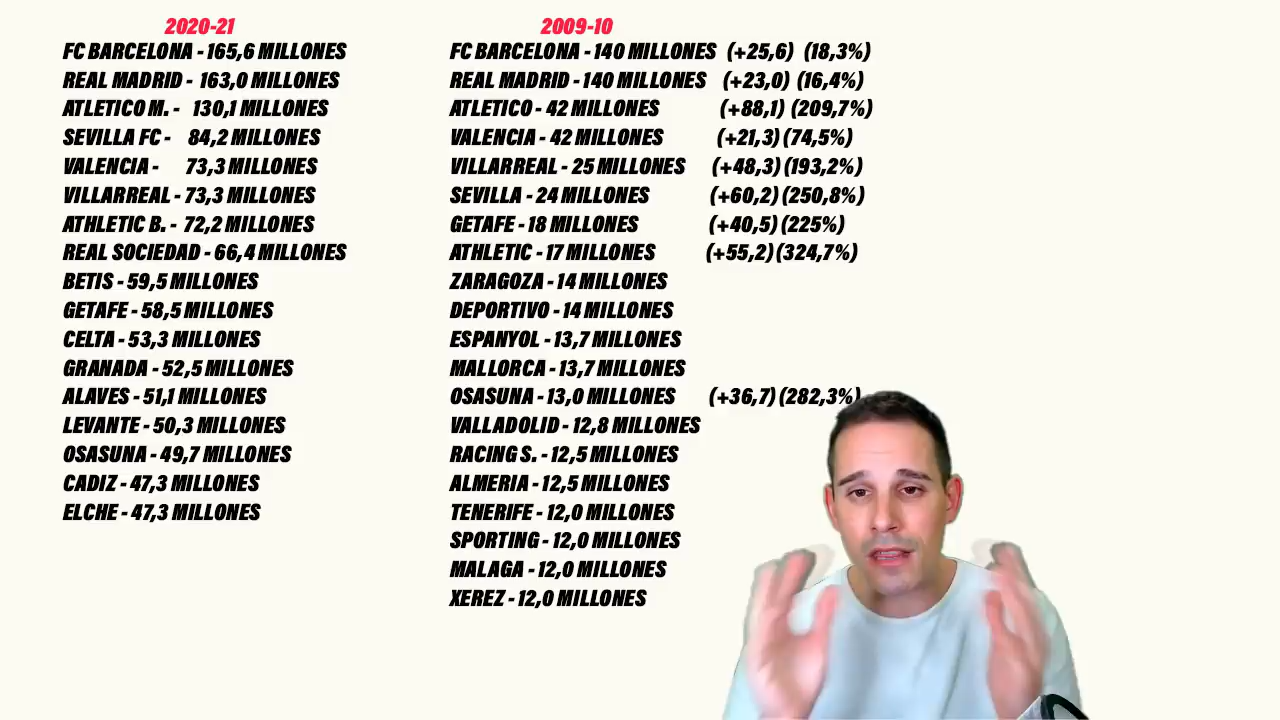 2020-21
FC BARCELONA - 165,6 MILLONES
REAL MADRID - 163,0 MILLONES
ATLETICO M. - 130,1 MILLONES
SEVILLA FC - 84,2 MILLONES
VALENCIA - 73,3 MILLONES
VILLARREAL - 73,3 MILLONES
ATHLETIC B. - 72,2 MILLONES
REAL SOCIEDAD - 66,4 MILLONES
BETIS - 59,5 MILLONES
GETAFE - 58,5 MILLONES
CELTA - 53,3 MILLONES
GRANADA - 52,5 MILLONES
ALAVES - 51,1 MILLONES
LEVANTE - 50,3 MILLONES
OSASUNA - 49,7 MILLONES
CADIZ - 47,3 MILLONES
ELCHE - 47,3 MILLONES
2009-10
FC BARCELONA - 140 MILLONES (+25,6) (18,3%)
REAL MADRID - 140 MILLONES (+23,0) (16,4%)
ATLETICO - 42 MILLONES (+88,1) (209,7%)
VALENCIA - 42 MILLONES (+21,3) (74,5%)
VILLARREAL - 25 MILLONES (+48,3) (193,2%)
SEVILLA - 24 MILLONES (+60,2) (250,8%)
GETAFE - 18 MILLONES (+40,5) (225%)
ATHLETIC - 17 MILLONES (+55,2) (324,7%)
ZARAGOZA - 14 MILLONES
DEPORTIVO - 14 MILLONES
ESPANYOL - 13,7 MILLONES
MALLORCA - 13,7 MILLONES
OSASUNA - 13,0 MILLONES (+36,7) (282,3%)
VALLADOLID - 12,8 MILLONES
RACING S. - 12,5 MILLONES
ALMERIA - 12,5 MILLONES
TENERIFE - 12,0 MILLONES
SPORTING - 12,0 MILLONES
MALAGA - 12,0 MILLONES
XEREZ - 12,0 MILLONES